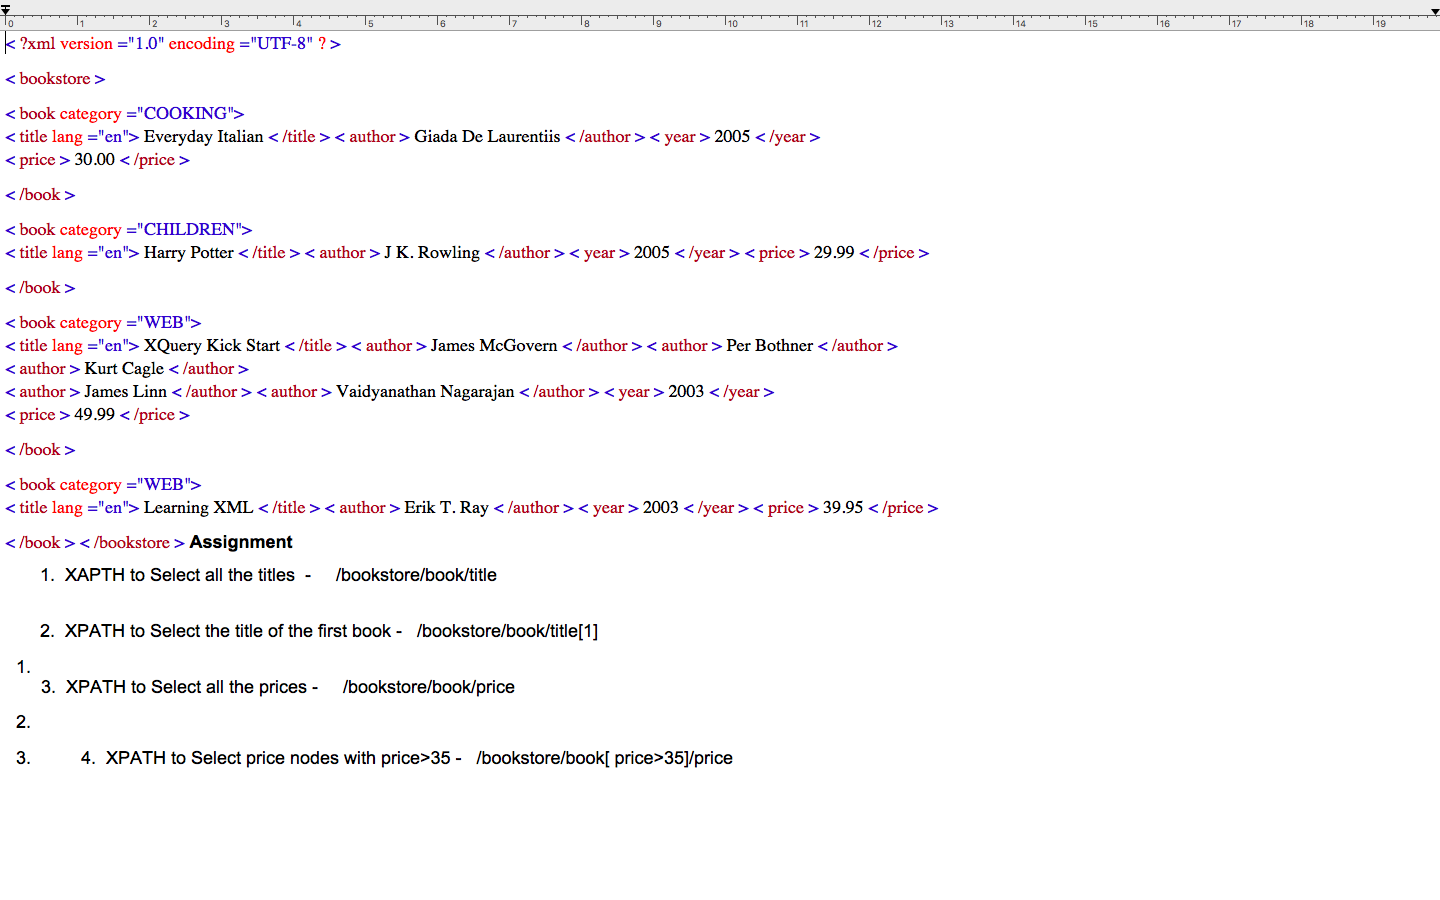 0 1 2 3 4 5 6 7 8 9 10 11 12 13 14 15 16 17 18 19
< ?xml version ="1.0" encoding ="UTF-8" ? >
< bookstore >
< book category ="COOKING">
< title lang ="en"> Everyday Italian < /title > < author > Giada De Laurentiis < /author > < year > 2005 < /year >
< price > 30.00 < /price >
< /book >
< book category ="CHILDREN">
< title lang ="en"> Harry Potter < /title > < author > J K. Rowling < /author > < year > 2005 < /year > < price > 29.99 < /price >
< /book >
< book category ="WEB">
< title lang ="en"> XQuery Kick Start < /title > < author > James McGovern < /author > < author > Per Bothner < /author >
< author > Kurt Cagle < /author >
< author > James Linn < /author > < author > Vaidyanathan Nagarajan < /author > < year > 2003 < /year >
< price > 49.99 < /price >
< /book >
< book category ="WEB">
< title lang ="en"> Learning XML < /title > < author > Erik T. Ray < /author > < year > 2003 < /year > < price > 39.95 < /price >
< /book > < /bookstore > Assignment
1. XAPTH to Select all the titles - /bookstore/book/title
2. XPATH to Select the title of the first book - /bookstore/book/title[1]
1.
3. XPATH to Select all the prices - /bookstore/book/price
2.
3. 4. XPATH to Select price nodes with price>35 - /bookstore/book[ price>35]/price